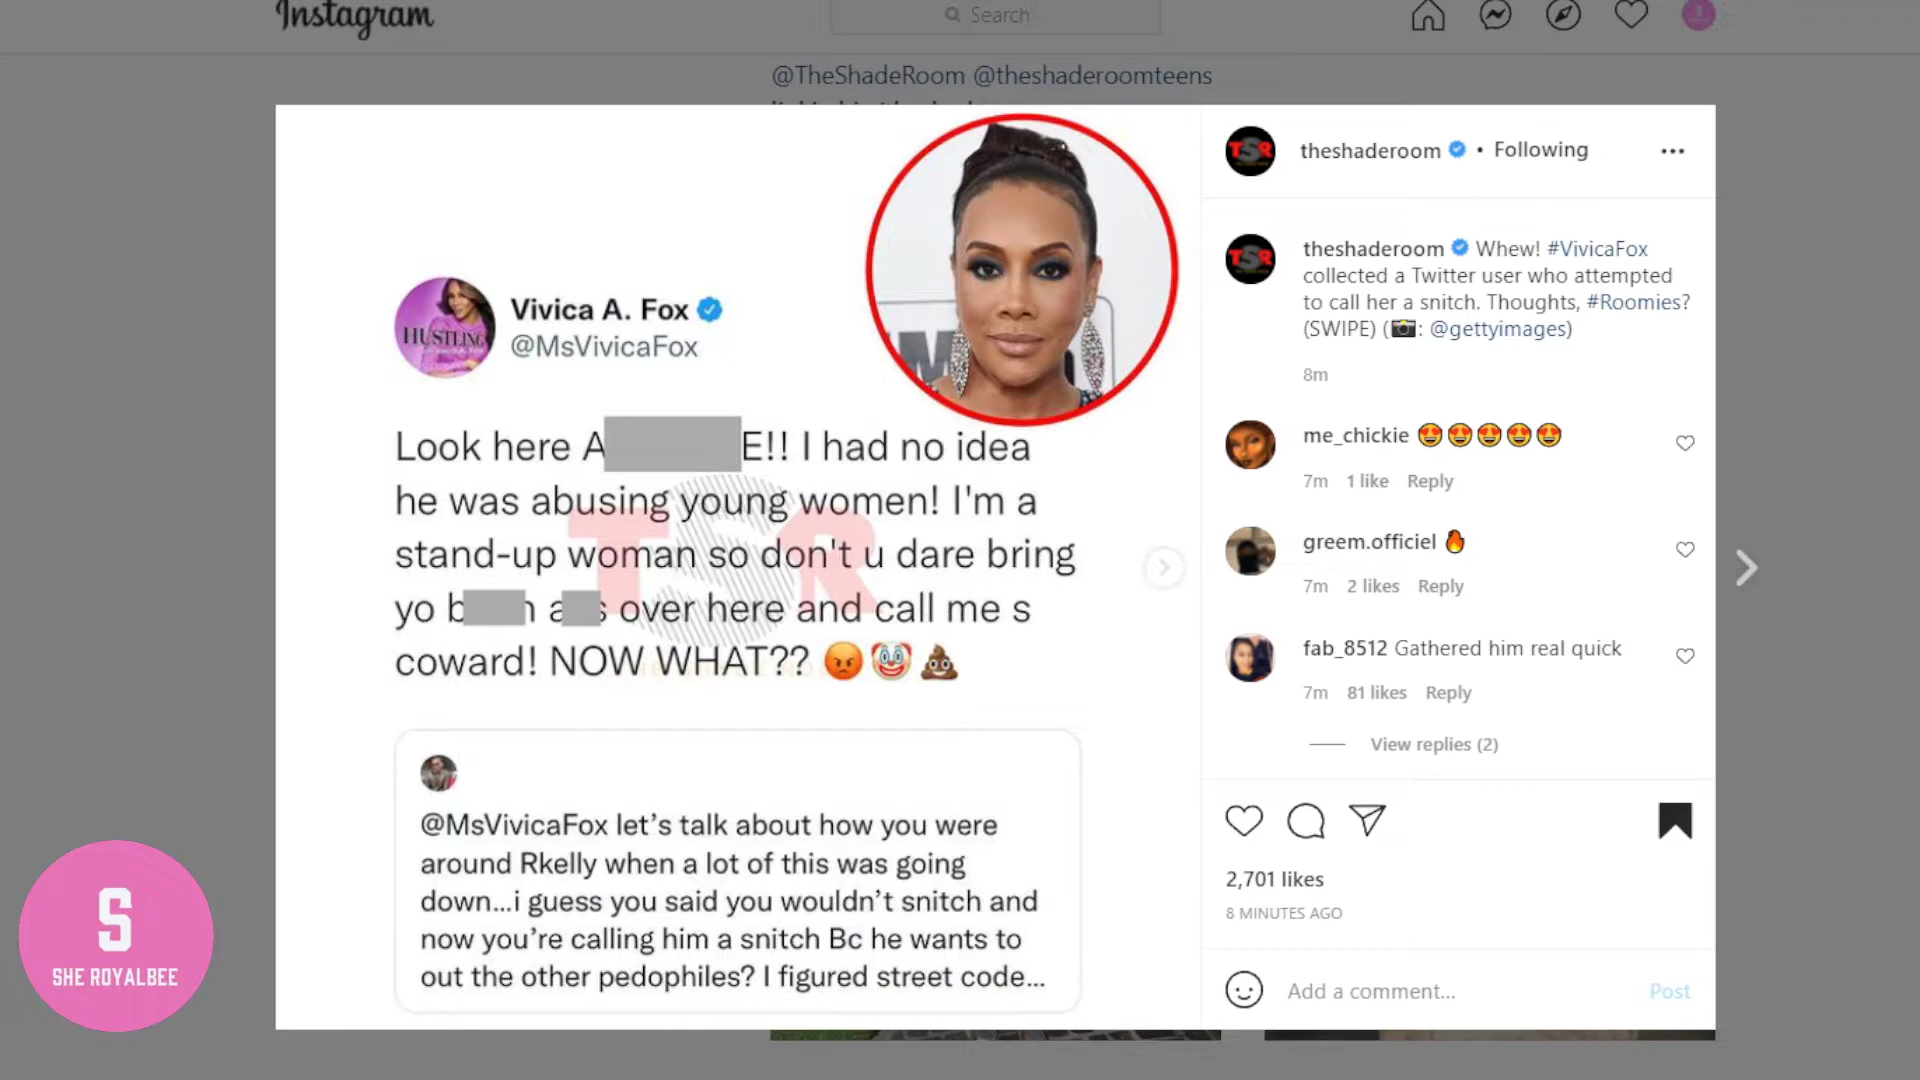 Instagram
Search
@TheShadeRoom @theshaderoomteens
Vivica A. Fox
@MsVivicaFox
HUSTLING
Look here A E!! I had no idea
he was abusing young women! I'm a
stand-up woman so don't u dare bring
yo b h a s over here and call me s
coward! NOW WHAT?? 😡🤡💩
TSR
@MsVivicaFox let's talk about how you were
around Rkelly when a lot of this was going
down...i guess you said you wouldn't snitch and
now you're calling him a snitch Bc he wants to
out the other pedophiles? I figured street code...
TSR
theshaderoom • Following
TSR
theshaderoom Whew! #VivicaFox
collected a Twitter user who attempted
to call her a snitch. Thoughts, #Roomies?
(SWIPE) (📷: @gettyimages)
8m
me_chickie 😍😍😍😍😍
7m 1 like Reply
greem.officiel 🔥
7m 2 likes Reply
fab_8512 Gathered him real quick
7m 81 likes Reply
View replies (2)
2,701 likes
8 MINUTES AGO
Add a comment... Post
S
SHE ROYALBEE